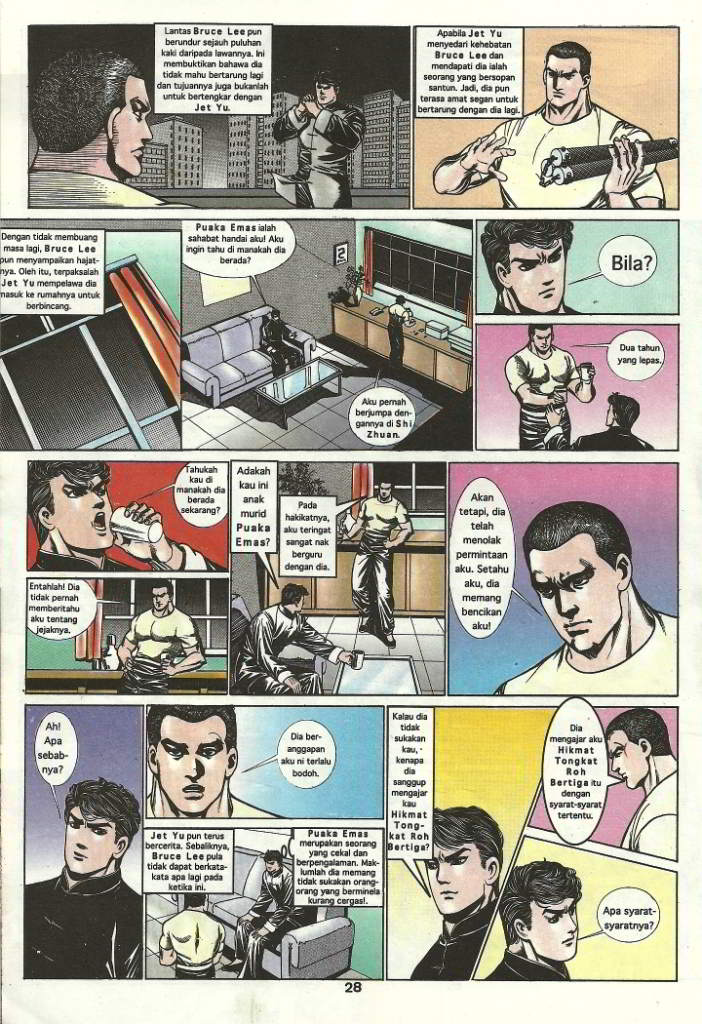 Lantas Bruce Lee pun
berundur sejauh puluhan
kaki daripada lawannya. Ini
membuktikan bahawa dia
tidak mahu bertarung lagi
dan tujuannya juga bukanlah
untuk bertengkar dengan
Jet Yu.
Apabila Jet Yu
menyedari kehebatan
Bruce Lee dan
mendapati dia ialah
seorang yang bersopan
santun. Jadi, dia pun
terasa amat segan untuk
bertarung dengan dia lagi.
Dengan tidak membuang
masa lagi, Bruce Lee
pun menyampaikan hajat-
nya. Oleh itu, terpaksalah
Jet Yu mempelawa dia
masuk ke rumahnya untuk
berbincang.
Puaka Emas ialah
sahabat handai aku! Aku
ingin tahu di manakah dia
berada?
Aku pernah
berjumpa den-
gannya di Shi
Zhuan.
Bila?
Dua tahun
yang lepas.
Tahukah
kau di
manakah dia
berada
sekarang?
Entahlah! Dia
tidak pernah
memberitahu
aku tentang
jejaknya.
Adakah
kau ini
anak
murid
Puaka
Emas?
Pada
hakikatnya,
aku teringat
sangat nak
berguru
dengan dia.
Akan
tetapi, dia
telah
menolak
permintaan
aku. Setahu
aku, dia
memang
bencikan
aku!
Ah!
Apa
sebab-
nya?
Dia ber-
anggapan
aku ni terlalu
bodoh.
Jet Yu pun terus
bercerita. Sebaliknya,
Bruce Lee pula
tidak dapat berkata-
kata apa lagi pada
ketika ini.
Puaka Emas
merupakan seorang
yang cekal dan
berpengalaman. Mak-
lumlah dia memang
tidak sukakan orang-
orang yang berminela
kurang cergas!.
Kalau dia
tidak
sukakan
kau,
kenapa
dia
sanggup
mengajar
kau
Hikmat
Tong-
kat Roh
Bertiga?
Dia
mengajar aku
Hikmat
Tongkat
Roh
Bertiga itu
dengan
syarat-syarat
tertentu.
Apa syarat-
syaratnya?
28